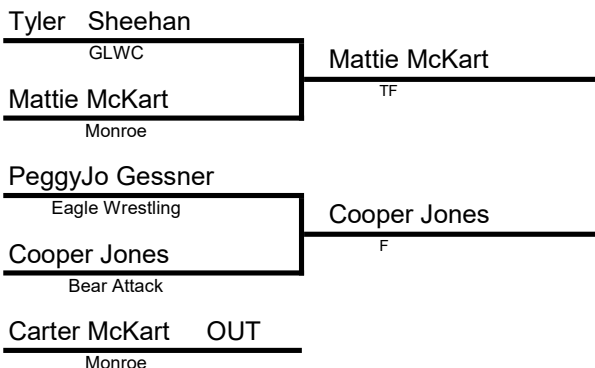 Tyler Sheehan
GLWC
Mattie McKart
TF
Mattie McKart
Monroe
PeggyJo Gessner
Eagle Wrestling
Cooper Jones
F
Cooper Jones
Bear Attack
Carter McKart OUT
Monroe